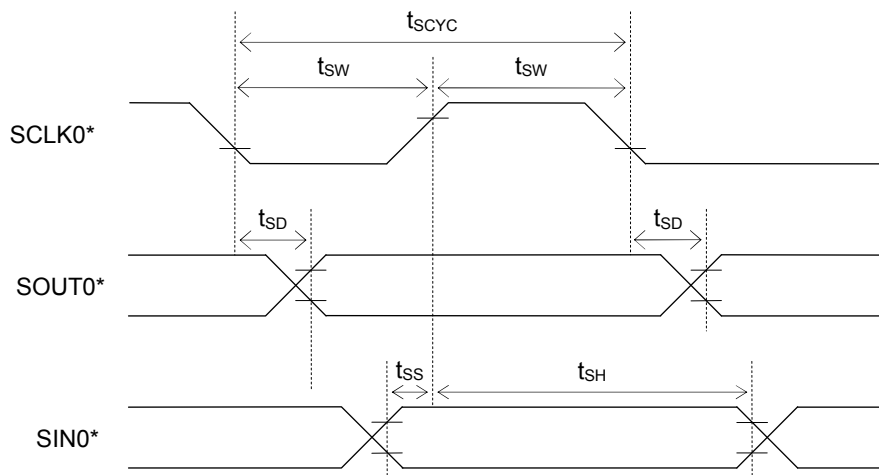 tSCYC
tSW tSW
SCLK0*
tSD tSD
SOUT0*
tSS tSH
SIN0*